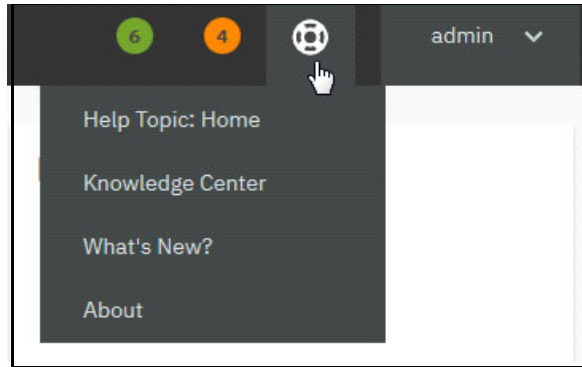 6 4 admin
Help Topic: Home
Knowledge Center
What's New?
About